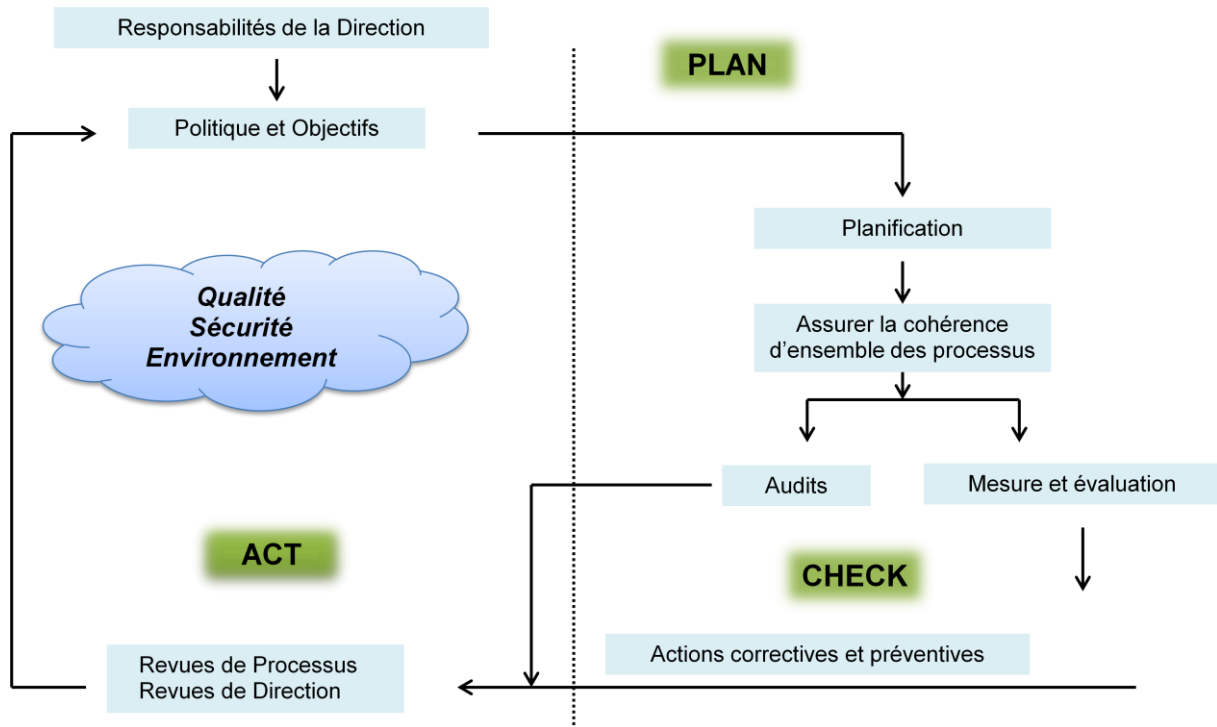 Responsabilités de la Direction
PLAN
Politique et Objectifs
Planification
Qualité
Sécurité
Environnement
Assurer la cohérence
d'ensemble des processus
Audits
Mesure et évaluation
ACT
CHECK
Actions correctives et préventives
Revues de Processus
Revues de Direction